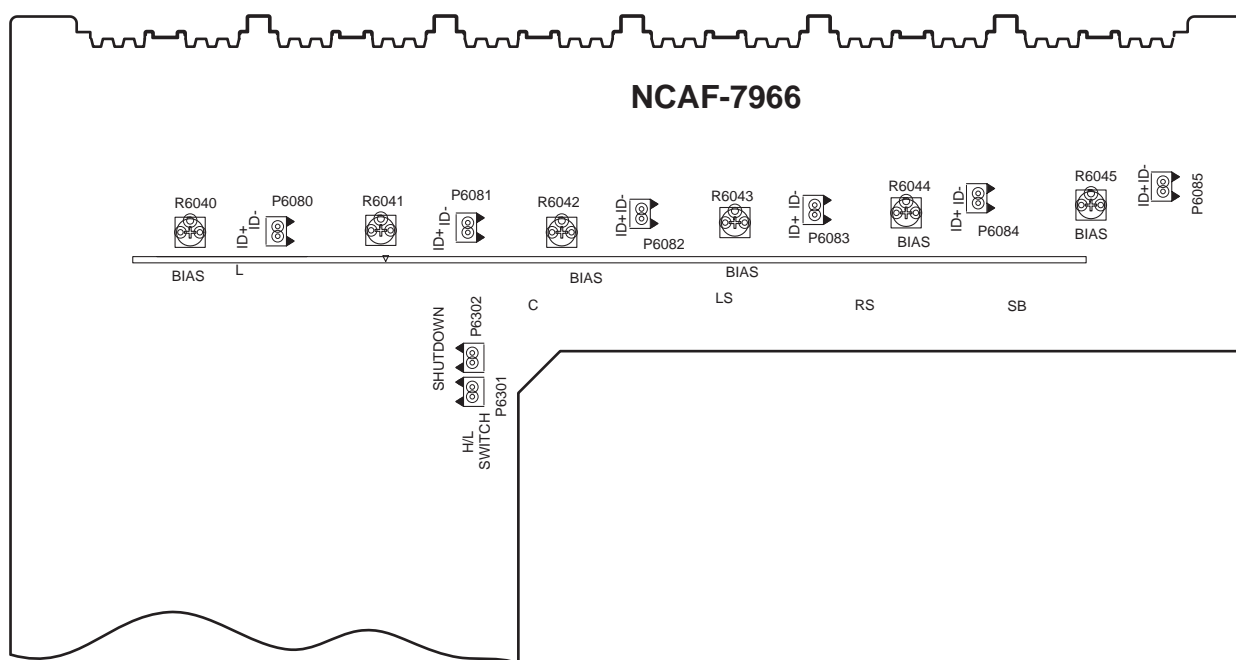 NCAF-7966
R6040
P6080
R6041
P6081
R6042
R6043
R6044
R6045
ID+ ID-
ID+ ID-
ID+ID-
ID+ ID-
ID+ ID-
ID+ID-
P6082
P6083
P6084
P6085
BIAS
L
BIAS
BIAS
BIAS
BIAS
C
LS
RS
SB
SHUTDOWN
P6302
P6301
H/L
SWITCH